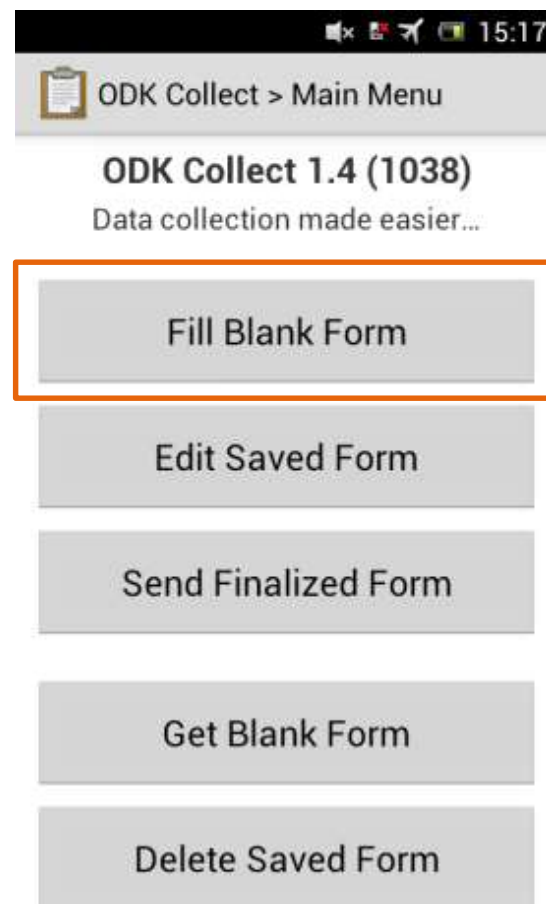 15:17
ODK Collect > Main Menu
ODK Collect 1.4 (1038)
Data collection made easier...
Fill Blank Form
Edit Saved Form
Send Finalized Form
Get Blank Form
Delete Saved Form